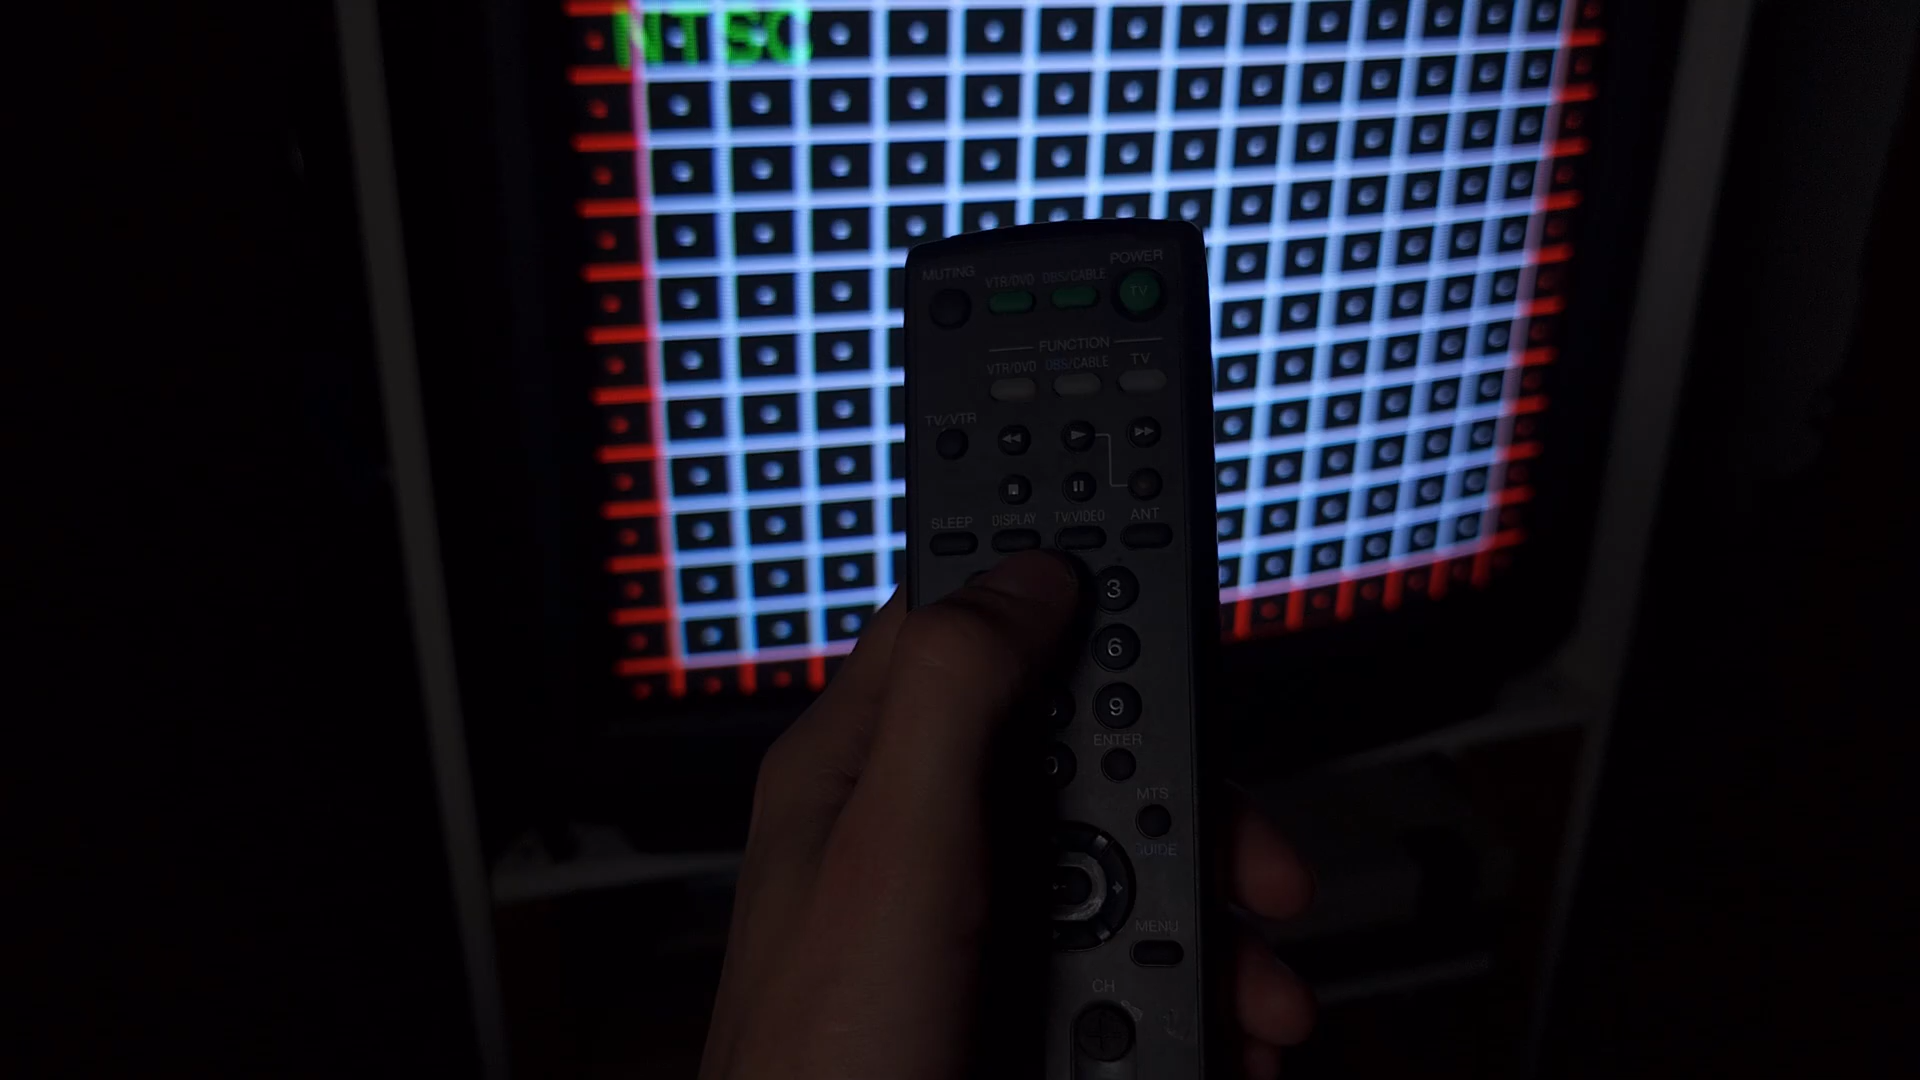 NTSC
POWER
MUTING
VTR/DVD DBS/CABLE
TV
FUNCTION
VTR/DVD DBS/CABLE TV
TV/VTR
SLEEP DISPLAY TV/VIDEO ANT
3
6
9
ENTER
0
MTS
GUIDE
MENU
CH